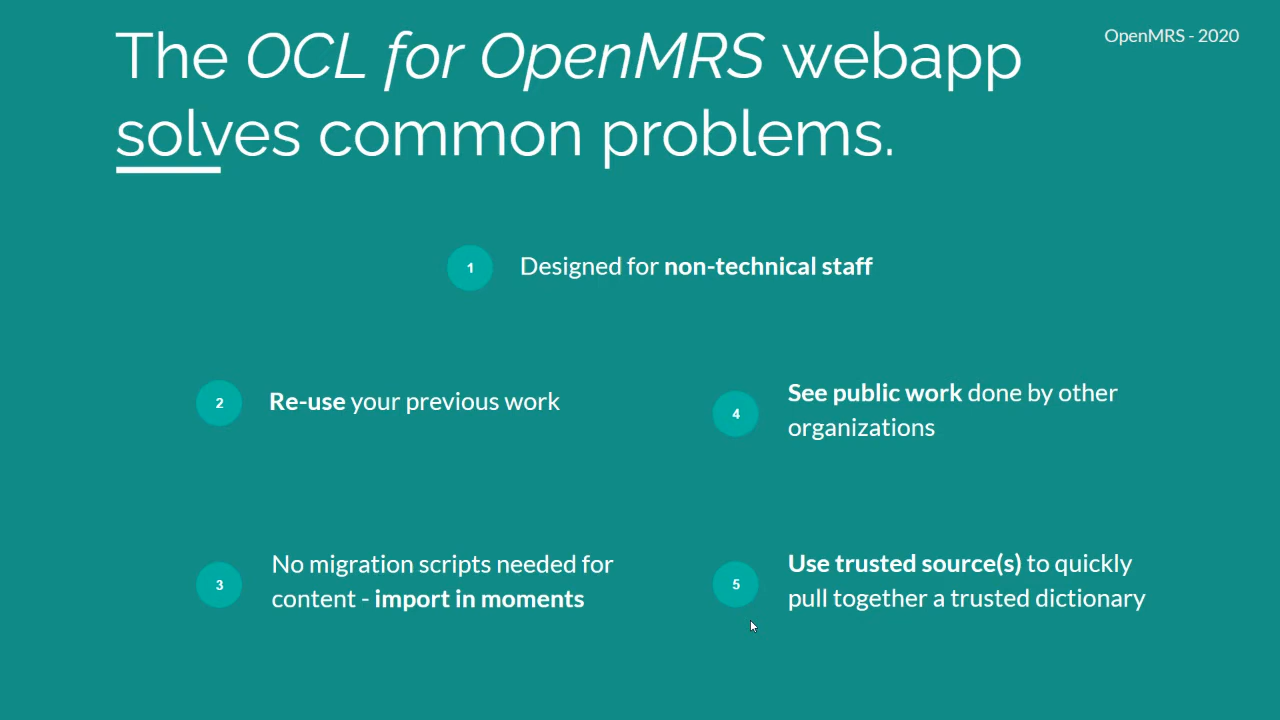 The OCL for OpenMRS webapp
solves common problems.
OpenMRS - 2020
1
Designed for non-technical staff
2
Re-use your previous work
3
No migration scripts needed for
content - import in moments
4
See public work done by other
organizations
5
Use trusted source(s) to quickly
pull together a trusted dictionary